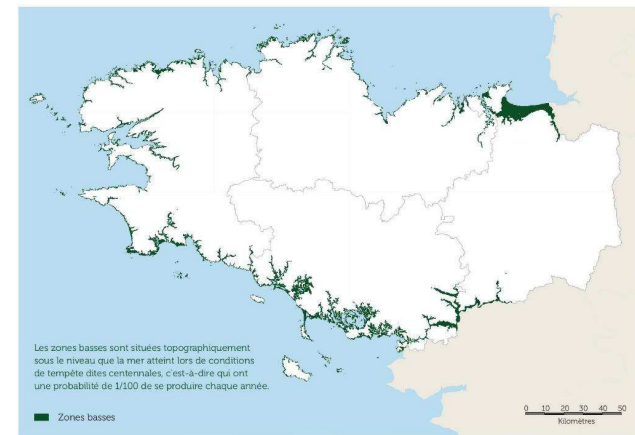 Les zones basses sont situées topographiquement
sous le niveau que la mer atteint lors de conditions
de tempête dites centennales, c'est-à-dire qui ont
une probabilité de 1/100 de se produire chaque année.
Zones basses
0 10 20 30 40 50
Kilomètres